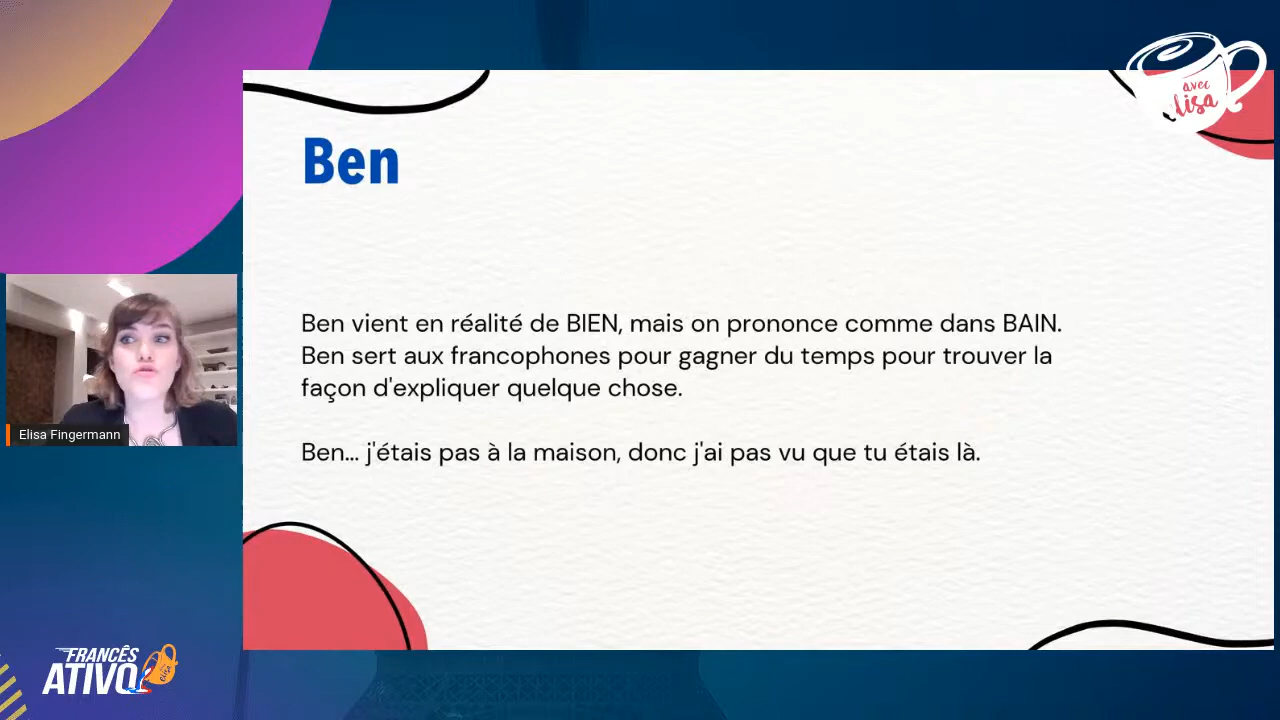 avec
elisa
Ben
Ben vient en réalité de BIEN, mais on prononce comme dans BAIN.
Ben sert aux francophones pour gagner du temps pour trouver la
façon d'expliquer quelque chose.
Ben... j'étais pas à la maison, donc j'ai pas vu que tu étais là.
Elisa Fingermann
FRANCÊS
ATIVO
elisa